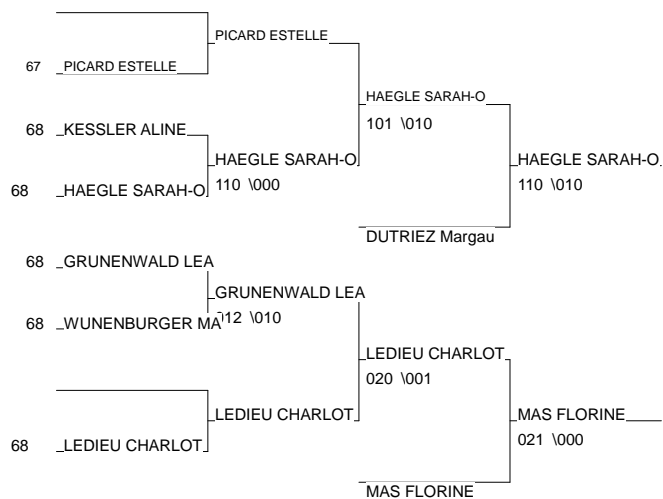 PICARD ESTELLE
67 PICARD ESTELLE
HAEGLE SARAH-O
101 \010
68 KESSLER ALINE
HAEGLE SARAH-O
110 \000
HAEGLE SARAH-O
110 \010
68 HAEGLE SARAH-O
DUTRIEZ Margau
68 GRUNENWALD LEA
GRUNENWALD LEA
012 \010
68 WUNENBURGER MA
LEDIEU CHARLOT
020 \001
LEDIEU CHARLOT
MAS FLORINE
021 \000
68 LEDIEU CHARLOT
MAS FLORINE